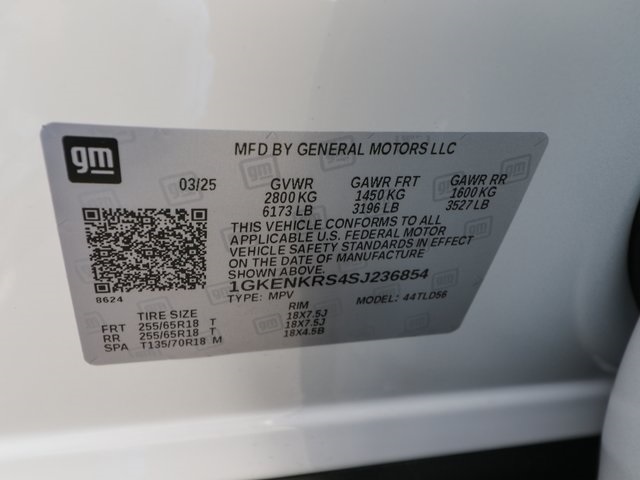 gm
MFD BY GENERAL MOTORS LLC
03/25 GVWR GAWR FRT GAWR RR
2800 KG 1450 KG 1600 KG
6173 LB 3196 LB 3527 LB
THIS VEHICLE CONFORMS TO ALL
APPLICABLE U.S. FEDERAL MOTOR
VEHICLE SAFETY STANDARDS IN EFFECT
ON THE DATE OF MANUFACTURE
SHOWN ABOVE.
1GKENKRS4SJ236854
8624
TYPE: MPV MODEL: 44TLO56
TIRE SIZE RIM
FRT 255/65R18 T 18X7.5J
RR 255/65R18 T 18X7.5J
SPA T135/70R18 M 18X4.5B